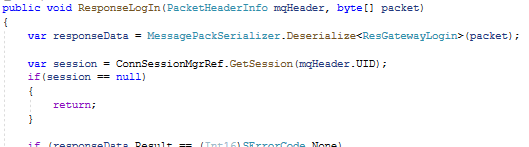 public void ResponseLogIn(PacketHeaderInfo mqHeader, byte[] packet)
{
var responseData = MessagePackSerializer.Deserialize<ResGatewayLogin>(packet);
var session = ConnSessionMgrRef.GetSession(mqHeader.UID);
if(session == null)
{
return;
}
if (responseData.Result == (Int16)SErrorCode.None)